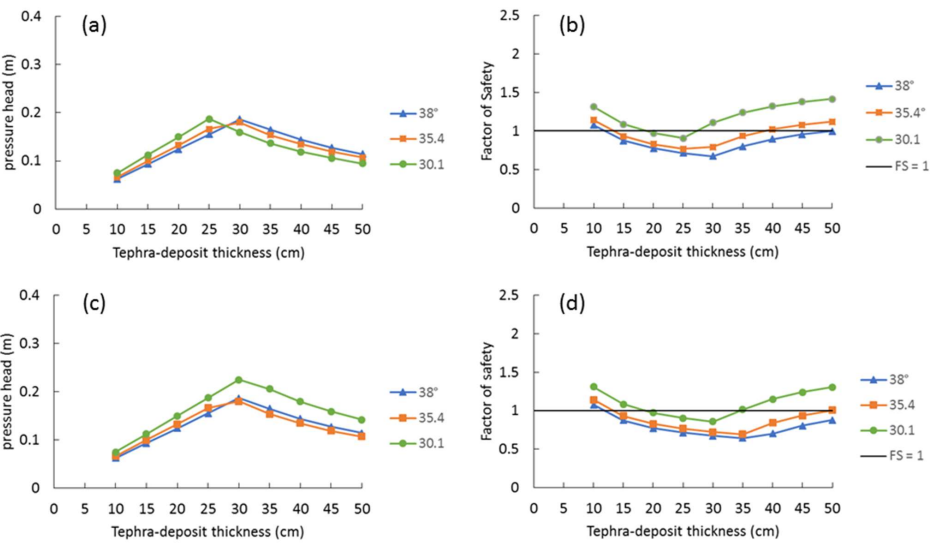 (a)
pressure head (m)
0.4
0.3
0.2
0.1
0
0 5 10 15 20 25 30 35 40 45 50
Tephra-deposit thickness (cm)
38°
35.4
30.1
(b)
Factor of Safety
2.5
2
1.5
1
0.5
0
0 5 10 15 20 25 30 35 40 45 50
Tephra-deposit thickness (cm)
38°
35.4°
30.1
FS = 1
(c)
pressure head (m)
0.4
0.3
0.2
0.1
0
0 5 10 15 20 25 30 35 40 45 50
Tephra-deposit thickness (cm)
38°
35.4
30.1
(d)
Factor of safety
2.5
2
1.5
1
0.5
0
0 5 10 15 20 25 30 35 40 45 50
Tephra-deposit thickness (cm)
38°
35.4
30.1
FS = 1